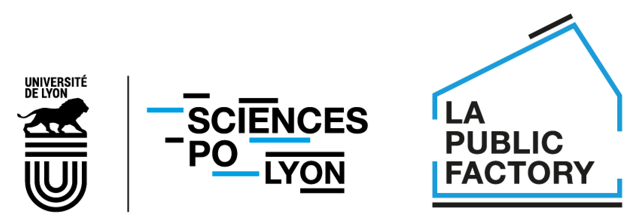 UNIVERSITÉ
DE LYON
SCIENCES
PO
LYON
LA
PUBLIC
FACTORY